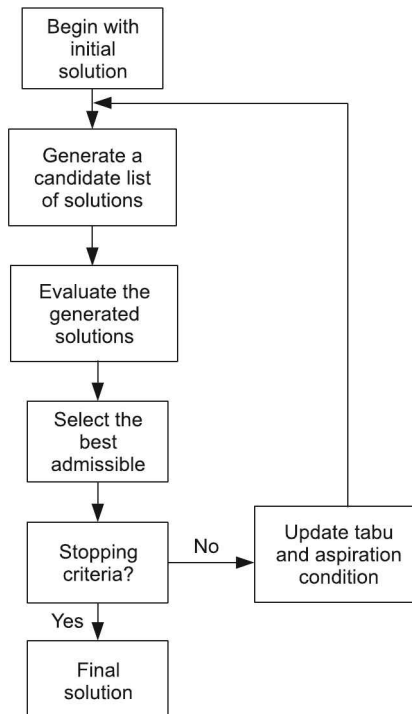 Begin with
initial
solution
Generate a
candidate list
of solutions
Evaluate the
generated
solutions
Select the
best
admissible
Stopping
criteria?
No
Update tabu
and aspiration
condition
Yes
Final
solution